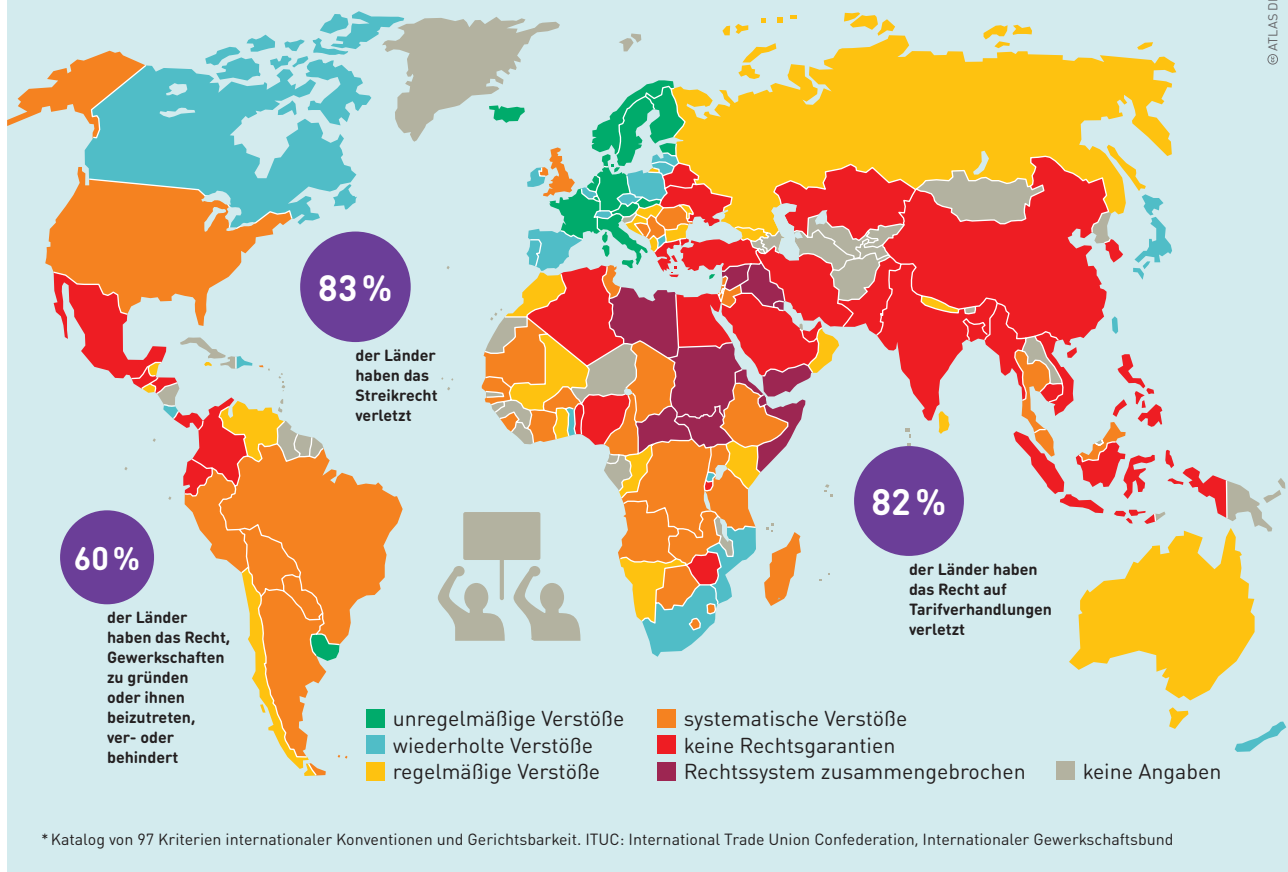 © ATLAS
83 %
der Länder
haben das
Streikrecht
verletzt
60 %
der Länder
haben das Recht,
Gewerkschaften
zu gründen
oder ihnen
beizutreten,
ver- oder
behindert
82 %
der Länder haben
das Recht auf
Tarifverhandlungen
verletzt
unregelmäßige Verstöße
wiederholte Verstöße
regelmäßige Verstöße
systematische Verstöße
keine Rechtsgarantien
Rechtssystem zusammengebrochen
keine Angaben
* Katalog von 97 Kriterien internationaler Konventionen und Gerichtsbarkeit. ITUC: International Trade Union Confederation, Internationaler Gewerkschaftsbund